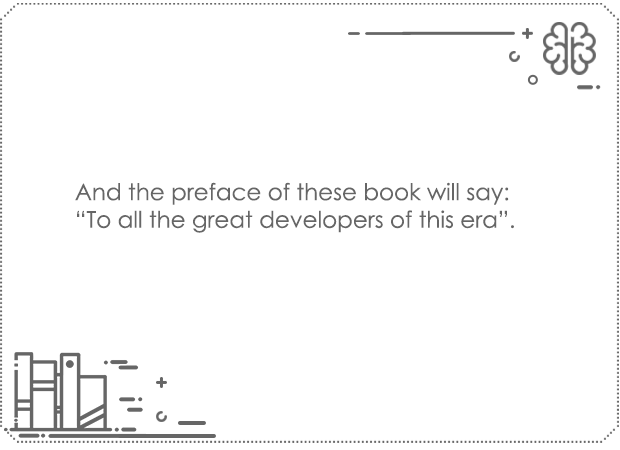 And the preface of these book will say:
“To all the great developers of this era”.